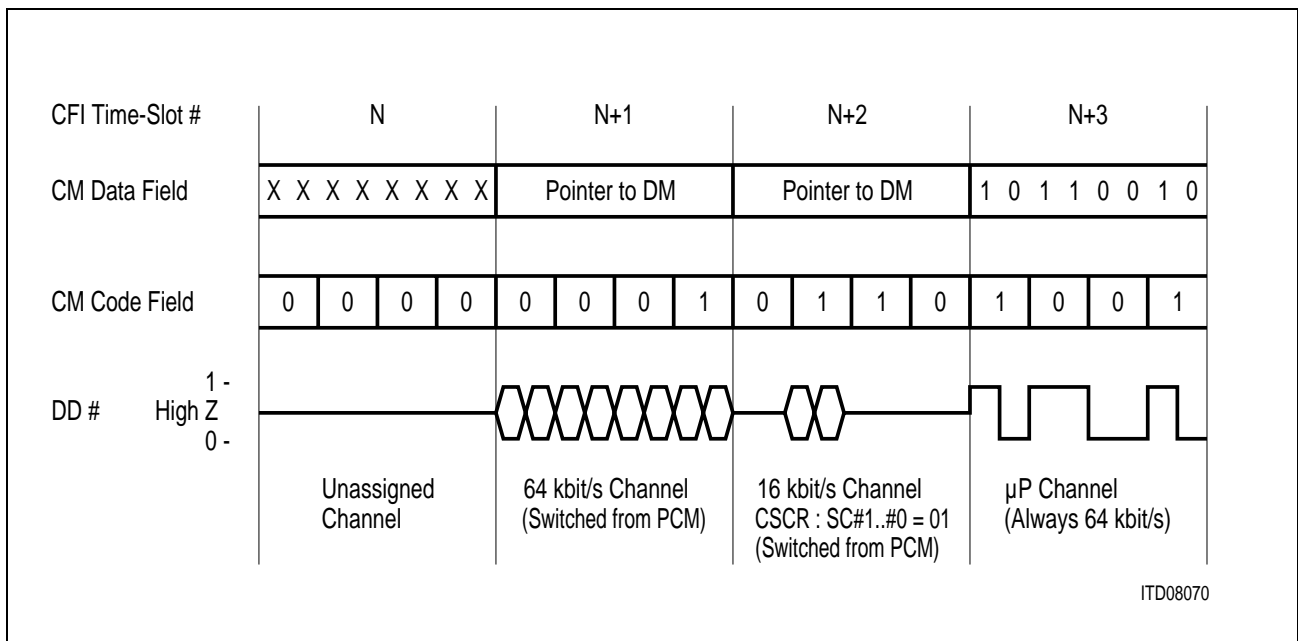 CFI Time-Slot # N N+1 N+2 N+3
CM Data Field X X X X X X X X Pointer to DM Pointer to DM 1 0 1 1 0 0 1 0
CM Code Field 0 0 0 0 0 0 0 1 0 1 1 0 1 0 0 1
1 -
DD # High Z
0 -
Unassigned
Channel
64 kbit/s Channel
(Switched from PCM)
16 kbit/s Channel
CSCR : SC#1..#0 = 01
(Switched from PCM)
µP Channel
(Always 64 kbit/s)
ITD08070